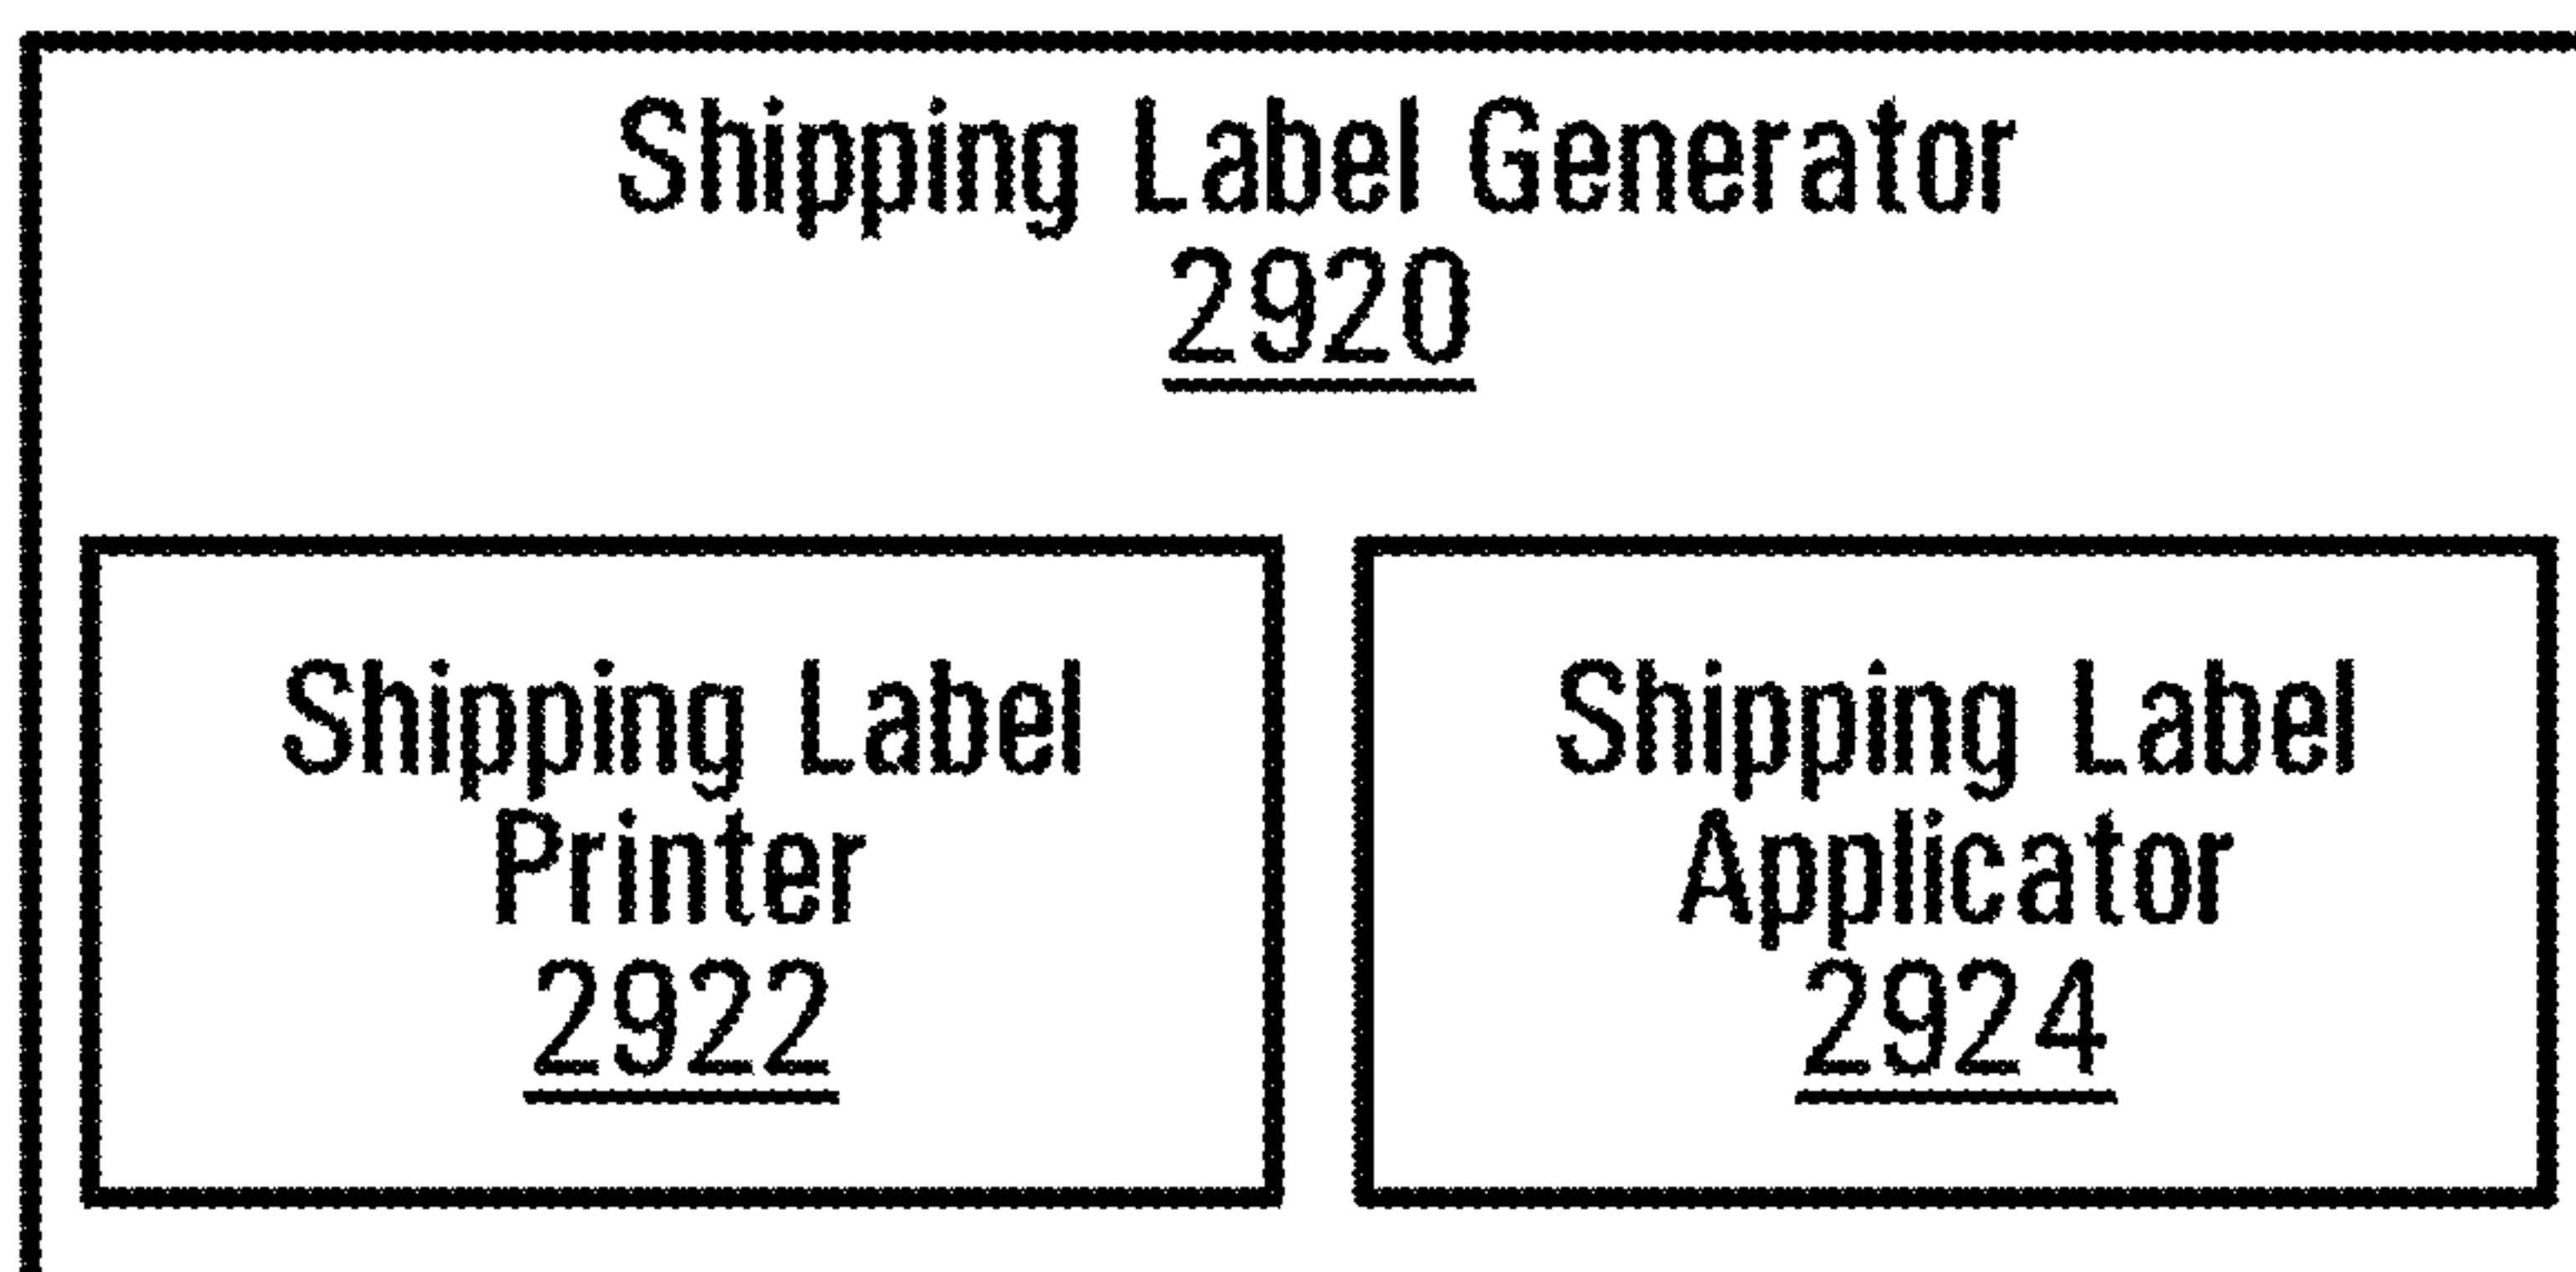 Shipping Label Generator
2920
Shipping Label
Printer
2922
Shipping Label
Applicator
2924